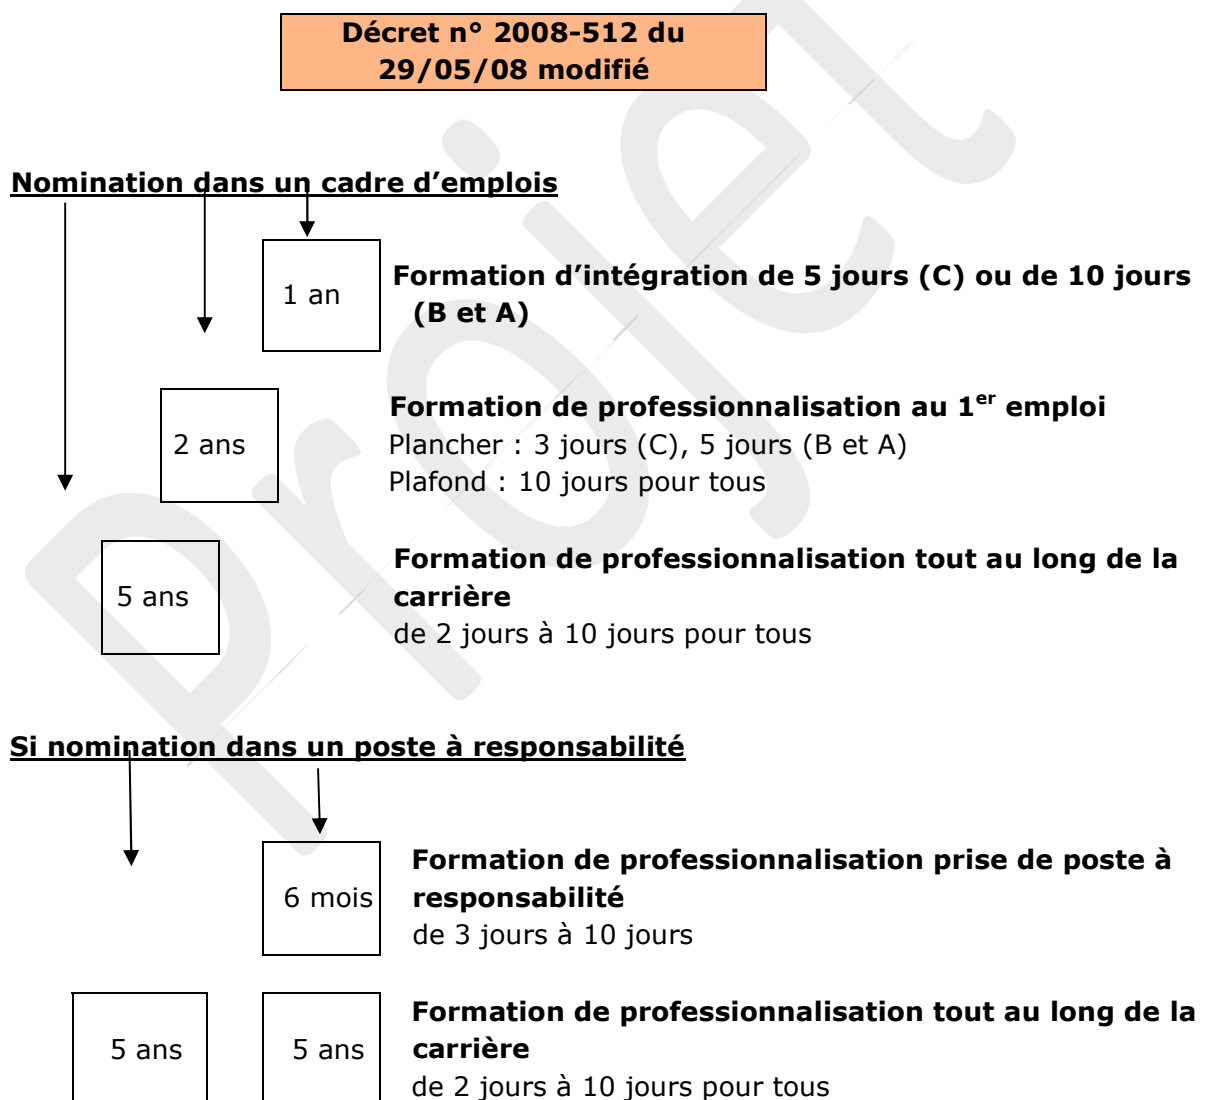 Décret n° 2008-512 du
29/05/08 modifié
Nomination dans un cadre d’emplois
1 an
Formation d’intégration de 5 jours (C) ou de 10 jours
(B et A)
2 ans
Formation de professionnalisation au 1er emploi
Plancher : 3 jours (C), 5 jours (B et A)
Plafond : 10 jours pour tous
5 ans
Formation de professionnalisation tout au long de la
carrière
de 2 jours à 10 jours pour tous
Si nomination dans un poste à responsabilité
6 mois
Formation de professionnalisation prise de poste à
responsabilité
de 3 jours à 10 jours
5 ans
5 ans
Formation de professionnalisation tout au long de la
carrière
de 2 jours à 10 jours pour tous
Projet